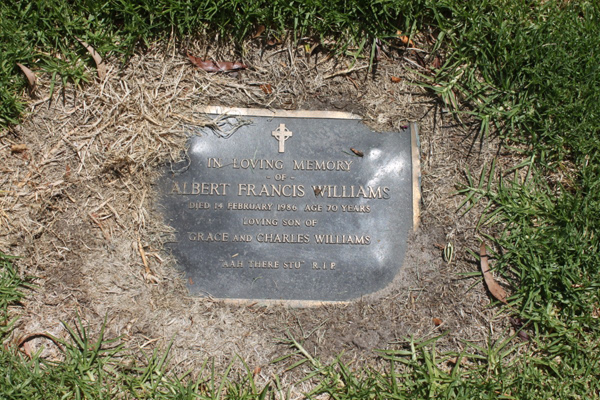 IN LOVING MEMORY
- OF -
ALBERT FRANCIS WILLIAMS
DIED 14 FEBRUARY 1986 AGE 70 YEARS
LOVING SON OF
GRACE AND CHARLES WILLIAMS
AAH THERE STU' R.I.P.